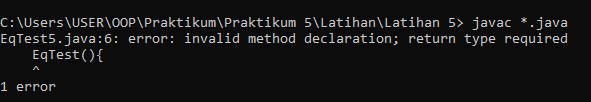 C:\Users\USER\OOP\Praktikum\Praktikum 5\Latihan\Latihan 5> javac *.java
EqTest5.java:6: error: invalid method declaration; return type required
    EqTest(){
    ^
1 error